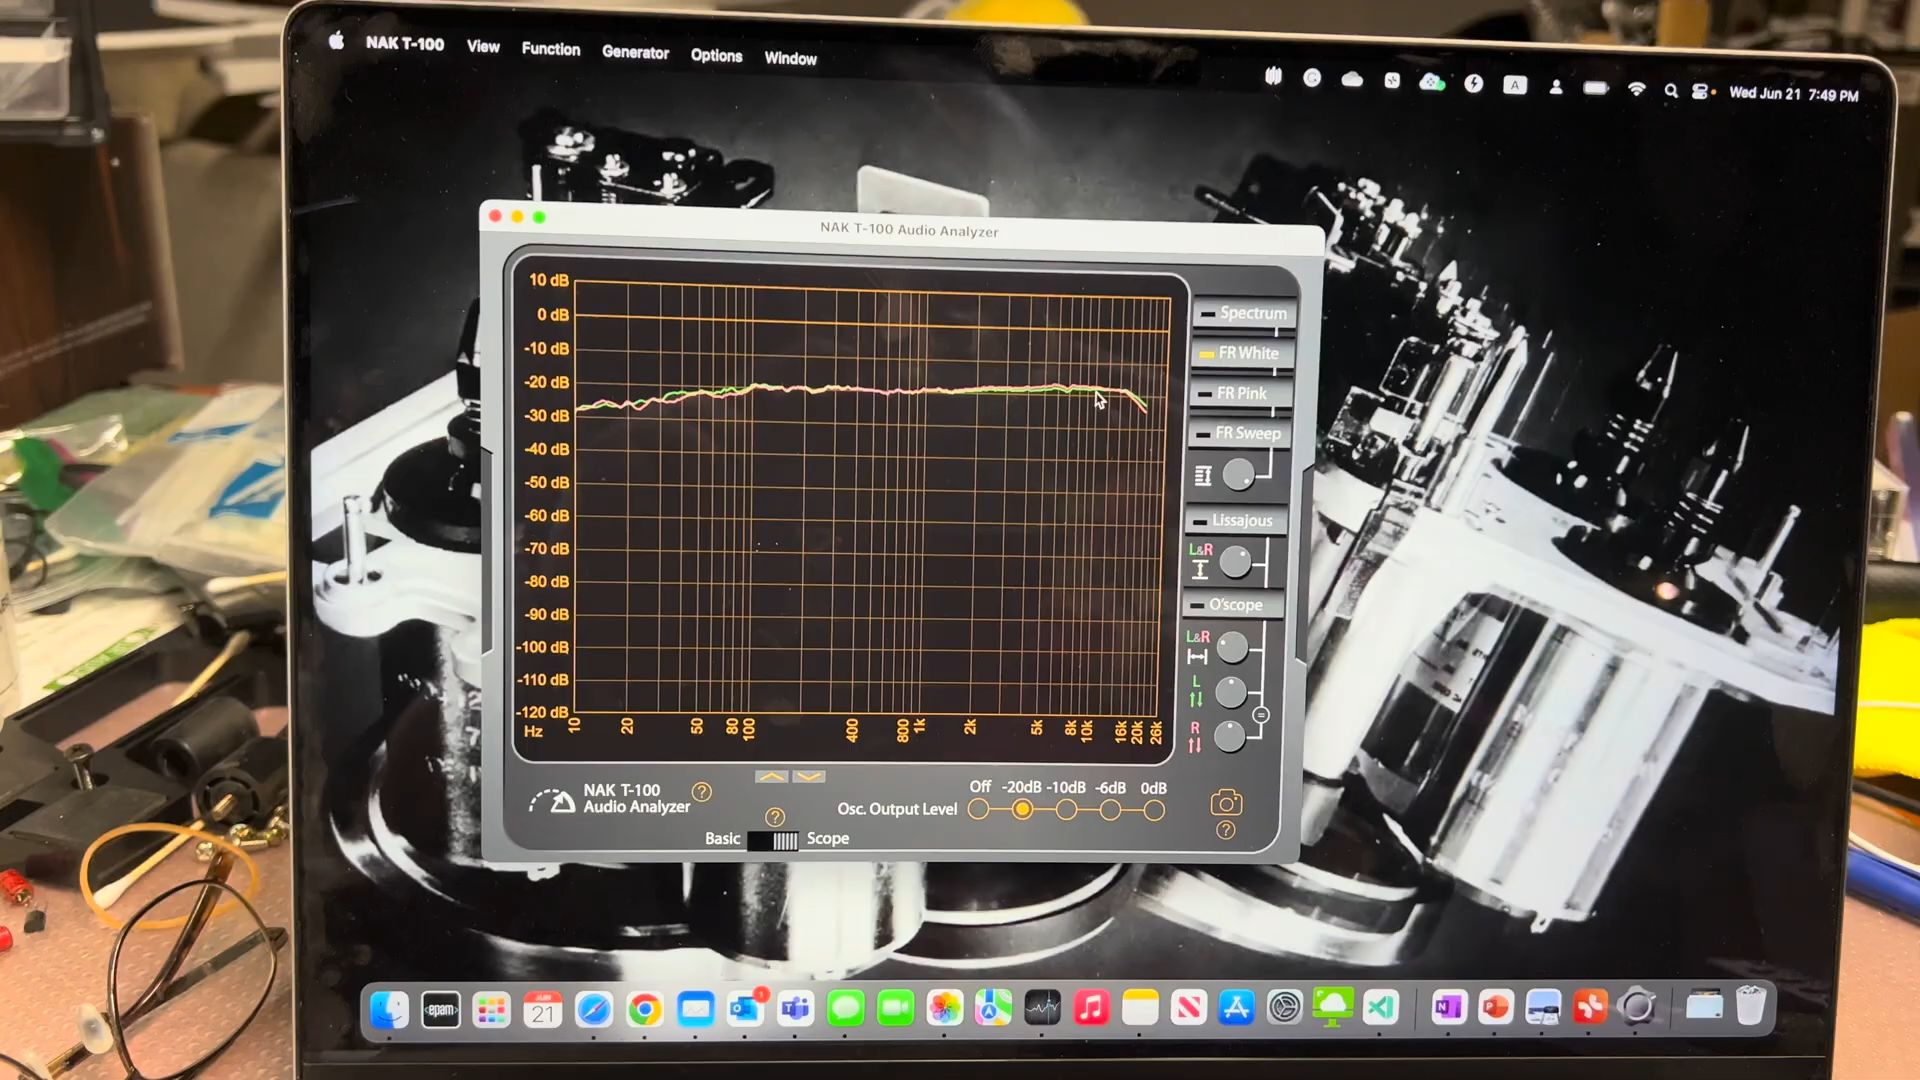 NAK T-100 View Function Generator Options Window
A
Wed Jun 21 7:49 PM
NAK T-100 Audio Analyzer
10 dB
0 dB
-10 dB
-20 dB
-30 dB
-40 dB
-50 dB
-60 dB
-70 dB
-80 dB
-90 dB
-100 dB
-110 dB
-120 dB
Hz
10 20 50 80 100 400 800 1k 2k 5k 8k 10k 16k 20k 26k
Spectrum
FR White
FR Pink
FR Sweep
Lissajous
L&R
O'scope
L&R
L
R
NAK T-100
Audio Analyzer
?
?
Basic
Scope
Osc. Output Level
Off -20dB -10dB -6dB 0dB
?
<epam>
JUN
21
1
N
P